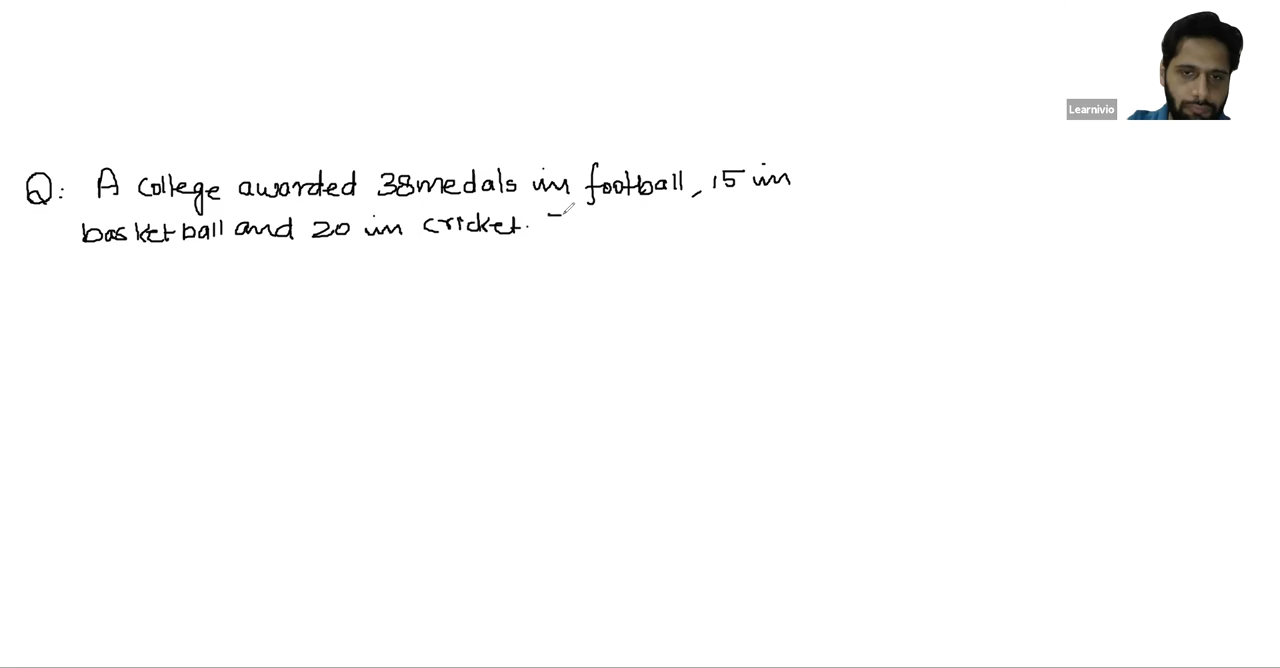 Learnivio
Q: A college awarded 38 medals in football, 15 in
basketball and 20 in cricket.